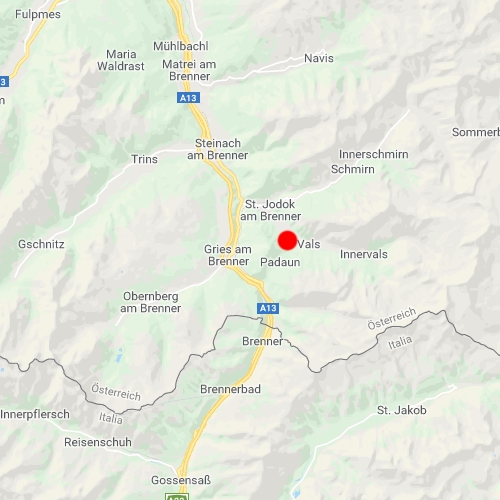 Fulpmes
Mühlbachl
Maria
Waldrast
Matrei am
Brenner
Navis
3
A13
m
Steinach
am Brenner
Sommerb
Trins
Innerschmirn
Schmirn
St. Jodok
am Brenner
Gschnitz
Gries am
Brenner
Vals
Innervals
Padaun
Obernberg
am Brenner
A13
Österreich
Italia
Brenner
Österreich
Italia
Brennerbad
Innerpflersch
St. Jakob
Reisenschuh
Gossensaß